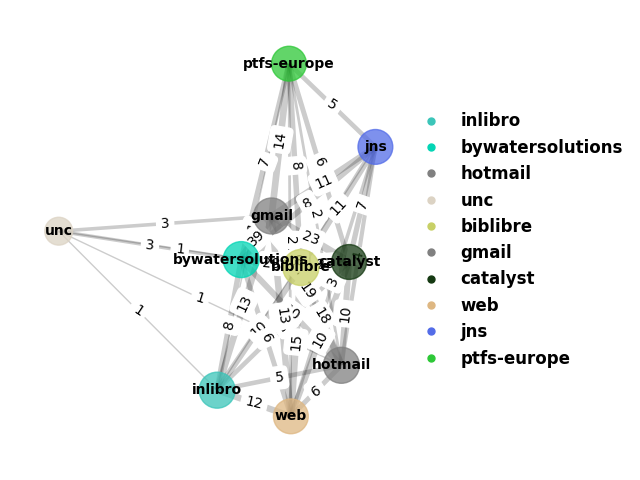 ptfs-europe
5
jns
inlibro
bywatersolutions
14
7
8
6
hotmail
11
unc
8
7
11
2
biblibre
gmail
3
unc
23
2
39
gmail
3
1
bywatersolutions
biblibre
catalyst
catalyst
3
19
1
web
13
13
18
10
1
jns
8
6
15
10
ptfs-europe
hotmail
5
inlibro
6
12
web